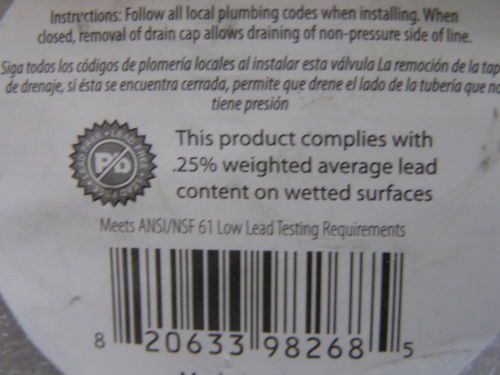 Instructions: Follow all local plumbing codes when installing. When
closed, removal of drain cap allows draining of non-pressure side of line.
Siga todos los códigos de plomería locales al instalar esta válvula La remoción de la tap
de drenaje, si ésta se encuentra cerrada, permite que drene el lado de la tubería que no
tiene presión
LEAD FREE
Pb
This product complies with
.25% weighted average lead
content on wetted surfaces
Meets ANSI/NSF 61 Low Lead Testing Requirements
8 20633 98268 5